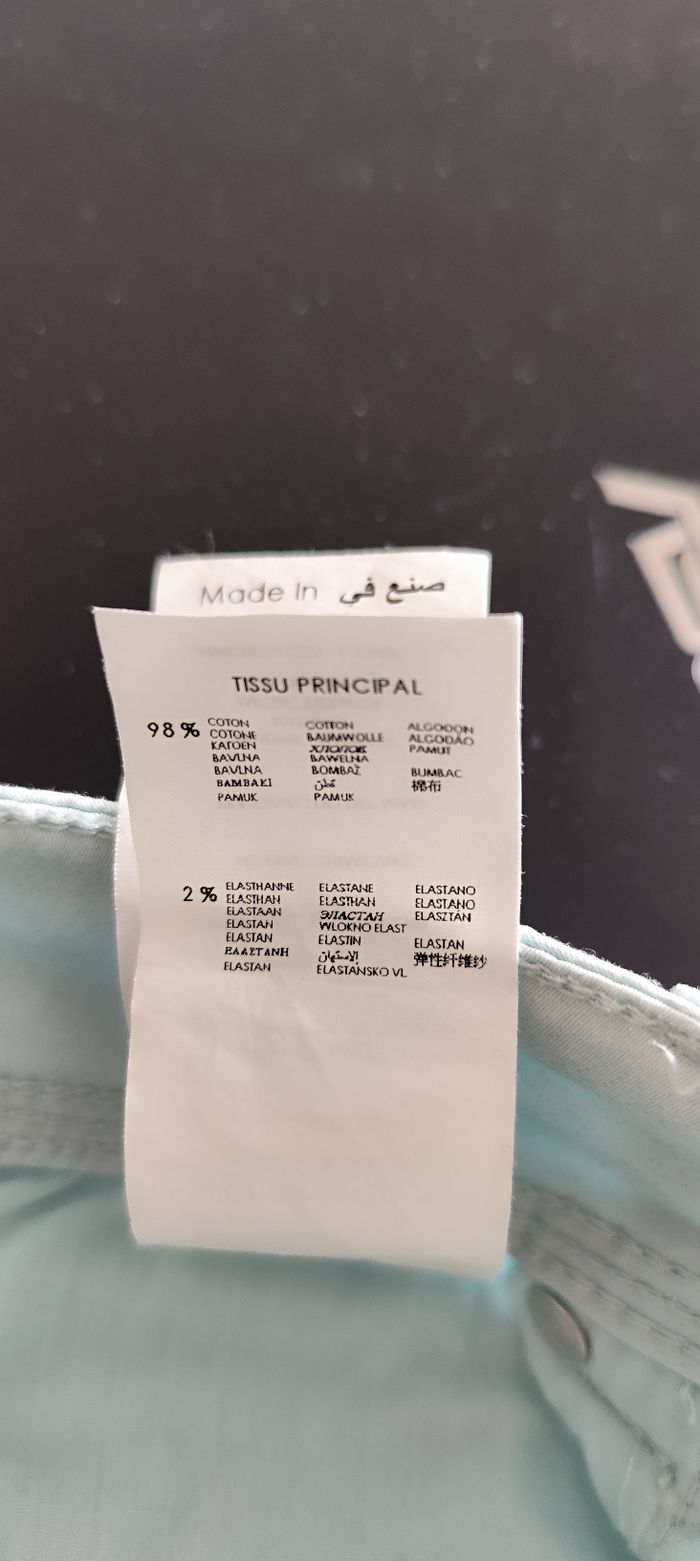 Made In صنع في
TISSU PRINCIPAL
98 % COTON COTTON ALGODON
COTONE BAUMWOLLE ALGODÃO
KATOEN ХЛОПОК PAMUT
BAVLNA BAWEŁNA
BAVLNA BOMBAŽ BUMBAC
BAMBAKI قطن 棉布
PAMUK PAMUK
2 % ELASTHANNE ELASTANE ELASTANO
ELASTHAN ELASTHAN ELASTANO
ELASTAAN ЭЛАСТАН ELASZTÁN
ELASTAN WŁOKNO ELAST
ELASTAN ELASTIN ELASTAN
ΕΛΑΣΤΑΝΗ 弹性纤维纱
ELASTAN ELASTANSKO VL